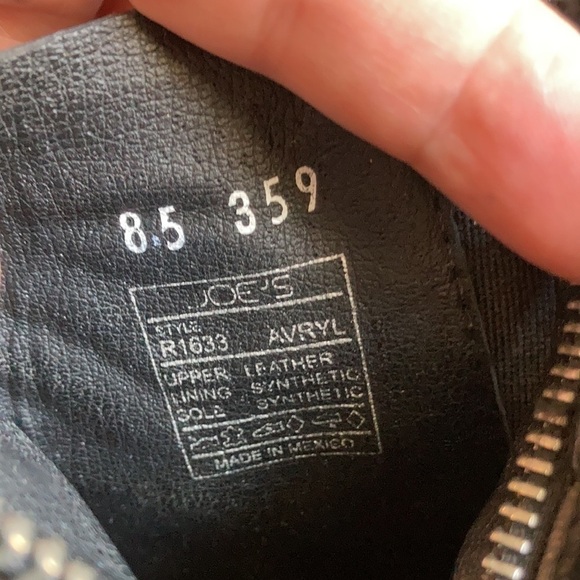 8.5 359
JOE'S
STYLE
R1633 AVRYL
UPPER LEATHER
LINING SYNTHETIC
SOLE SYNTHETIC
MADE IN MEXICO